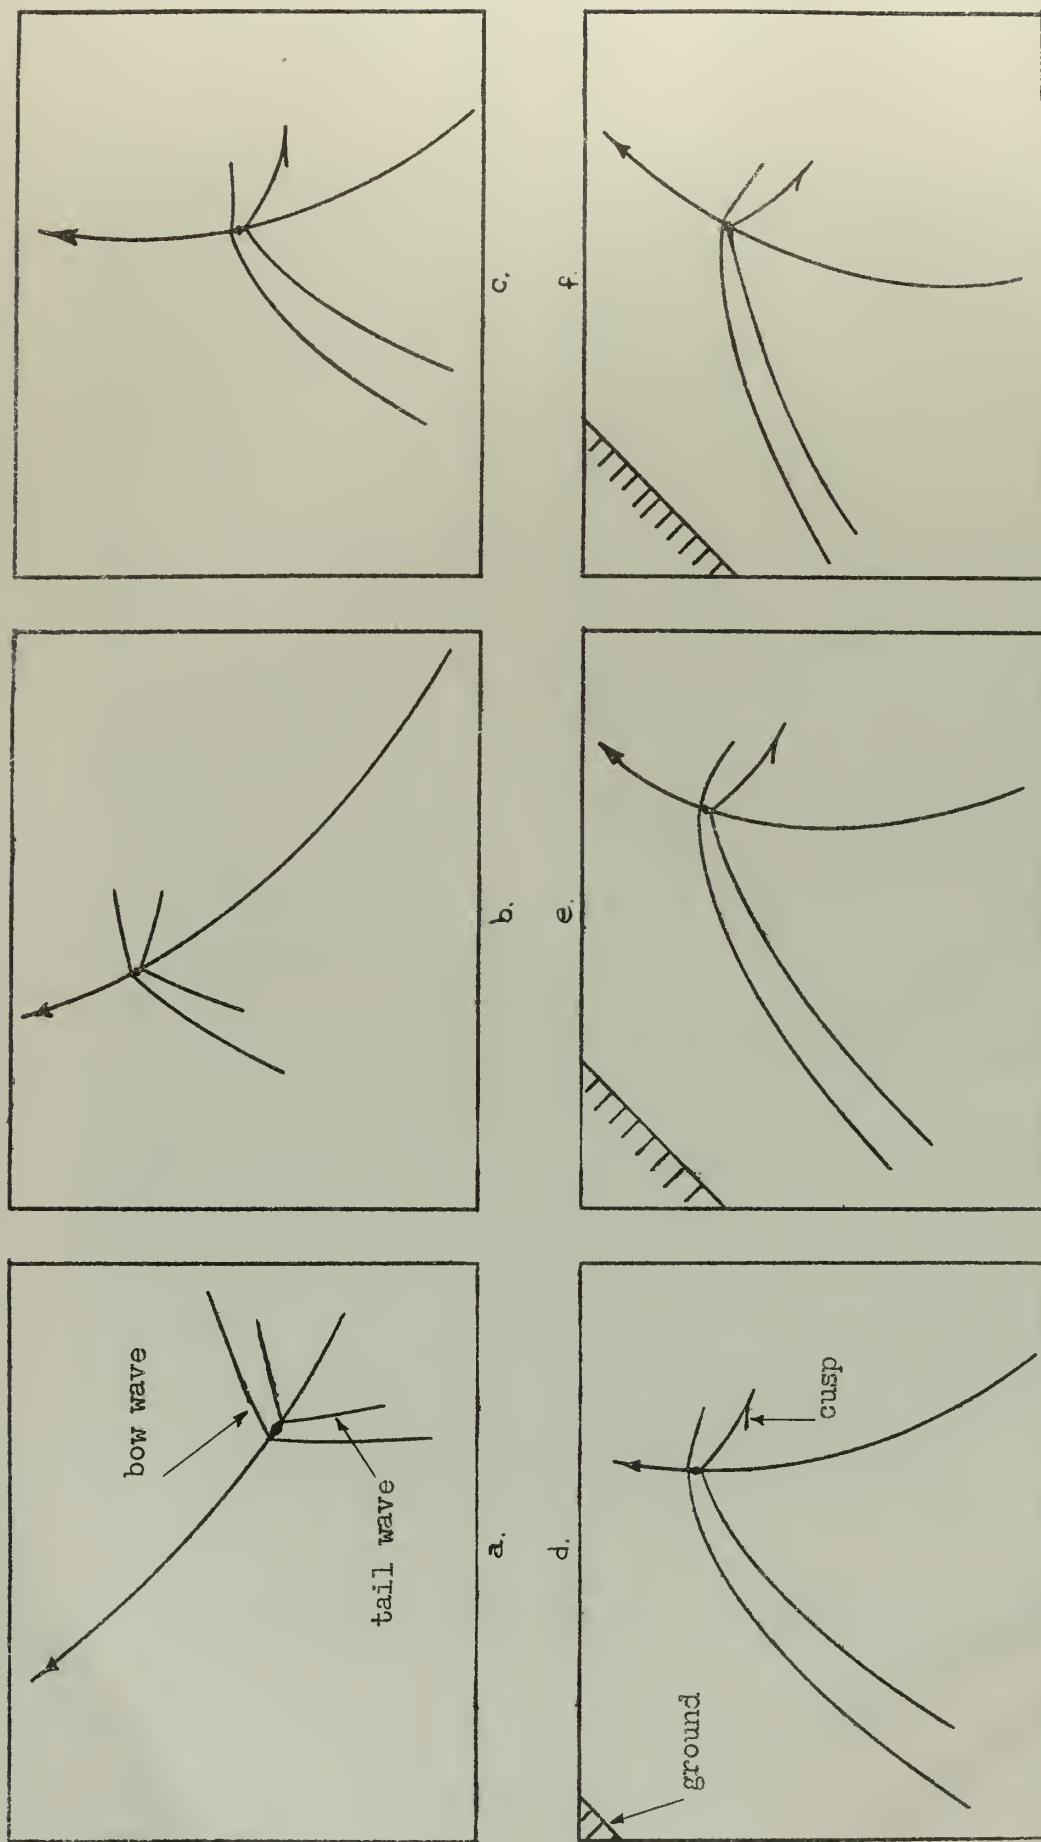 bow wave
tail wave
a.
b.
c.
ground
cusp
d.
e.
f.